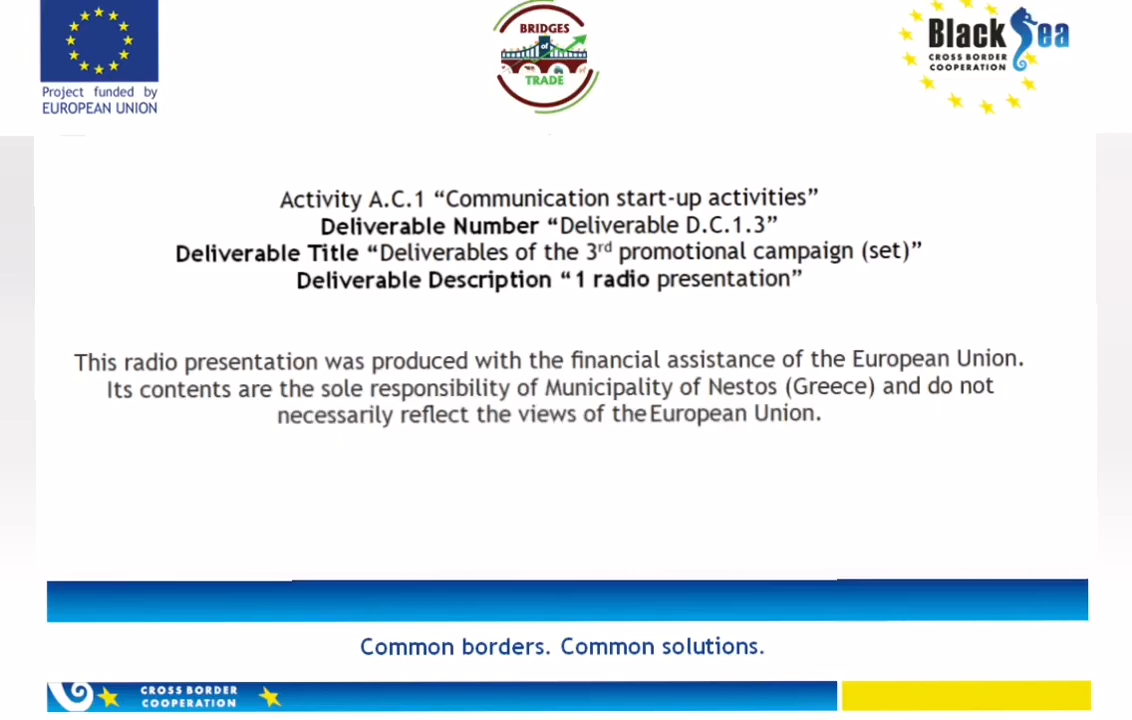 Project funded by
EUROPEAN UNION
BRIDGES
of
TRADE
Black Sea
CROSS BORDER
COOPERATION
Activity A.C.1 “Communication start-up activities”
Deliverable Number “Deliverable D.C.1.3”
Deliverable Title “Deliverables of the 3rd promotional campaign (set)”
Deliverable Description “1 radio presentation”
This radio presentation was produced with the financial assistance of the European Union.
Its contents are the sole responsibility of Municipality of Nestos (Greece) and do not
necessarily reflect the views of the European Union.
Common borders. Common solutions.
CROSS BORDER
COOPERATION